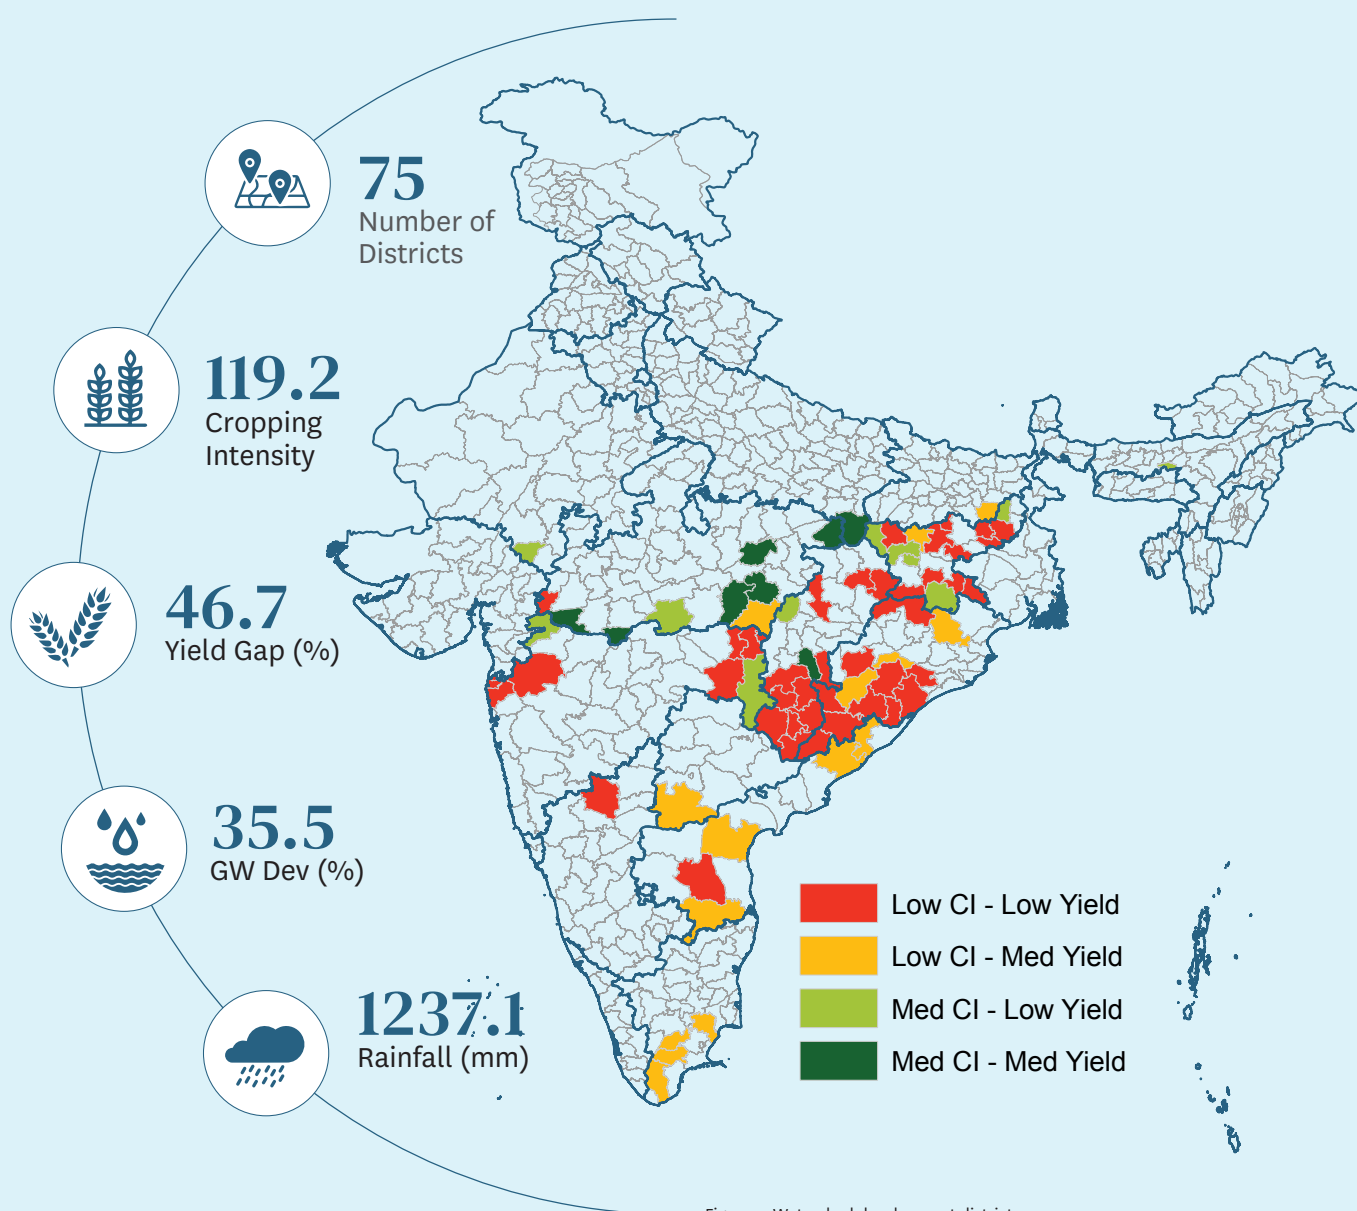 75
Number of
Districts
119.2
Cropping
Intensity
46.7
Yield Gap (%)
35.5
GW Dev (%)
1237.1
Rainfall (mm)
Low CI - Low Yield
Low CI - Med Yield
Med CI - Low Yield
Med CI - Med Yield